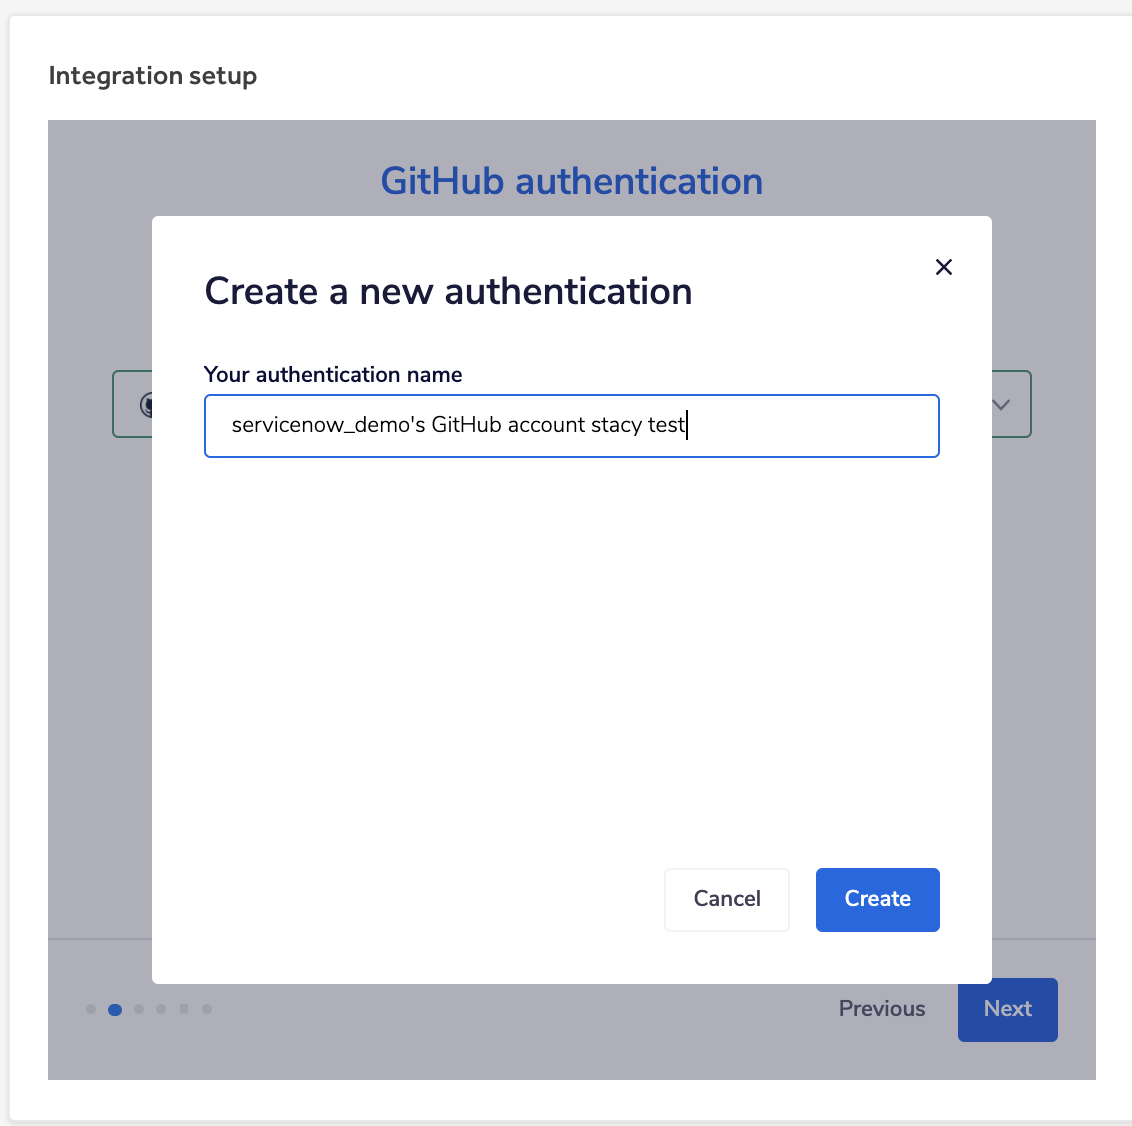 Integration setup
GitHub authentication
Create a new authentication
Your authentication name
servicenow_demo's GitHub account stacy test
Cancel
Create
Previous
Next